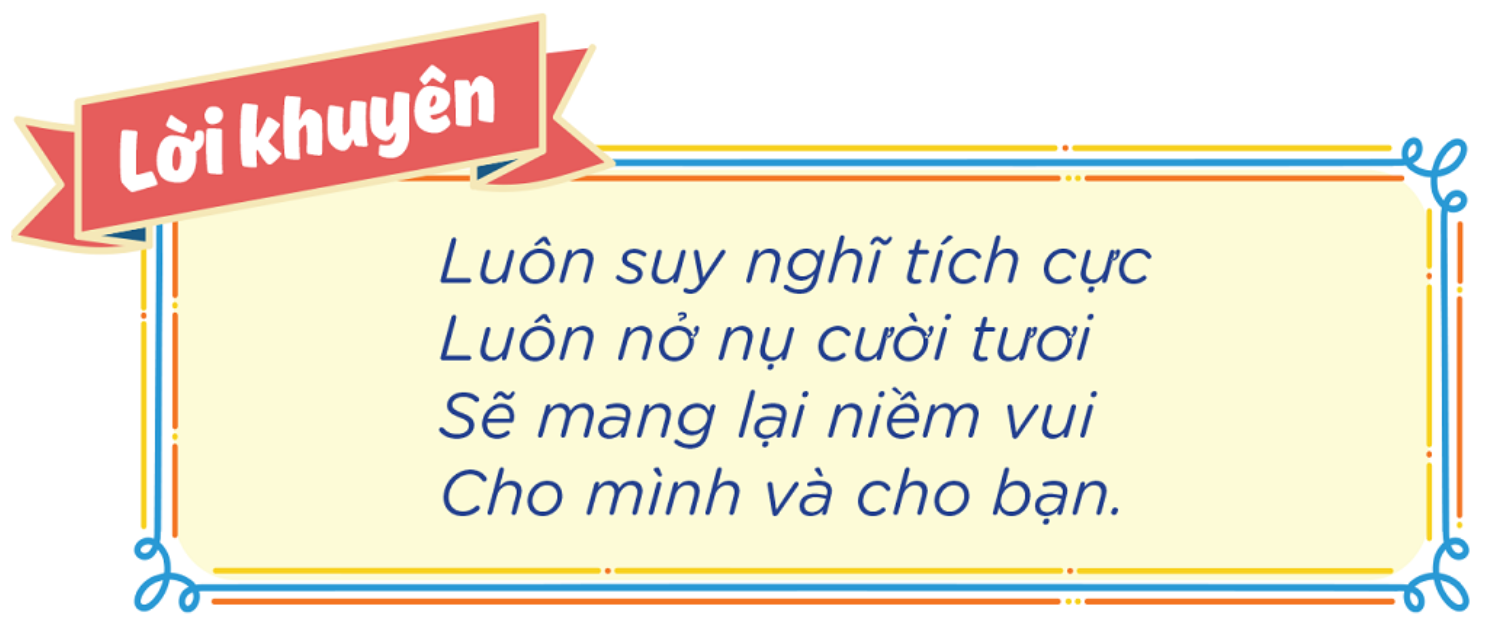 Lời khuyên
Luôn suy nghĩ tích cực
Luôn nở nụ cười tươi
Sẽ mang lại niềm vui
Cho mình và cho bạn.